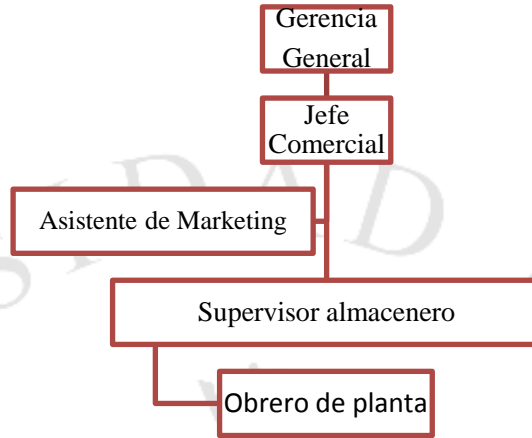 Gerencia
General
Jefe
Comercial
Asistente de Marketing
Supervisor almacenero
Obrero de planta